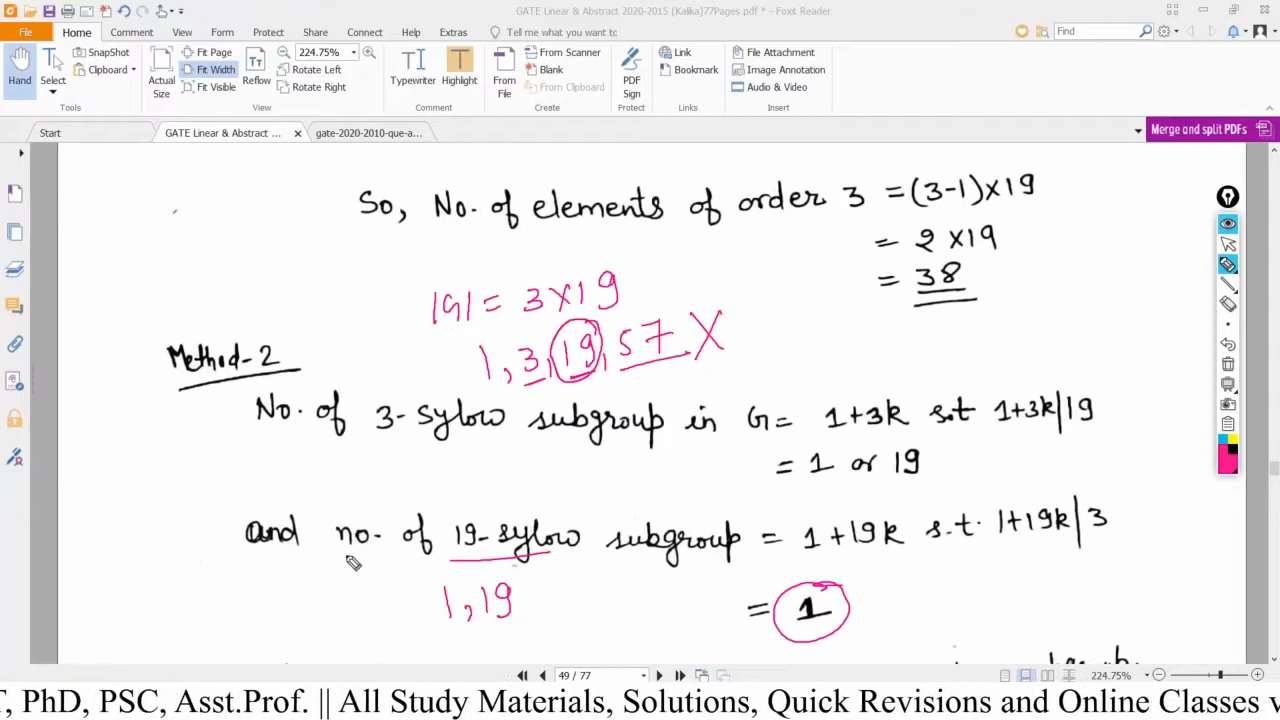 GATE Linear & Abstract 2020-2015 (Kalka)77Pages.pdf * - Foxit Reader
File Home Comment View Form Protect Share Connect Help Extras Tell me what you want tc Find
Hand Select SnapShot Clipboard Actual Size Fit Page Fit Width Fit Visible Reflow 224.75% Rotate Left Rotate Right Typewriter Highlight From File From Scanner Blank From Clipboard PDF Sign Link Bookmark File Attachment Image Annotation Audio & Video
Tools View Comment Create Protect Links Insert
Start GATE Linear & Abstract ... gate-2020-2010-que-a... Merge and split PDFs
So, No. of elements of order 3 = (3-1)×19
= 2 ×19
= 38
|G| = 3×19
1, 3, 19, 57 X
Method-2
No. of 3-Sylow subgroup in G = 1+3k s.t 1+3k|19
= 1 or 19
and no. of 19-sylow subgroup = 1+19k s.t. 1+19k|3
1, 19
= 1
49 / 77 224.75%
T, PhD, PSC, Asst.Prof. || All Study Materials, Solutions, Quick Revisions and Online Classes v